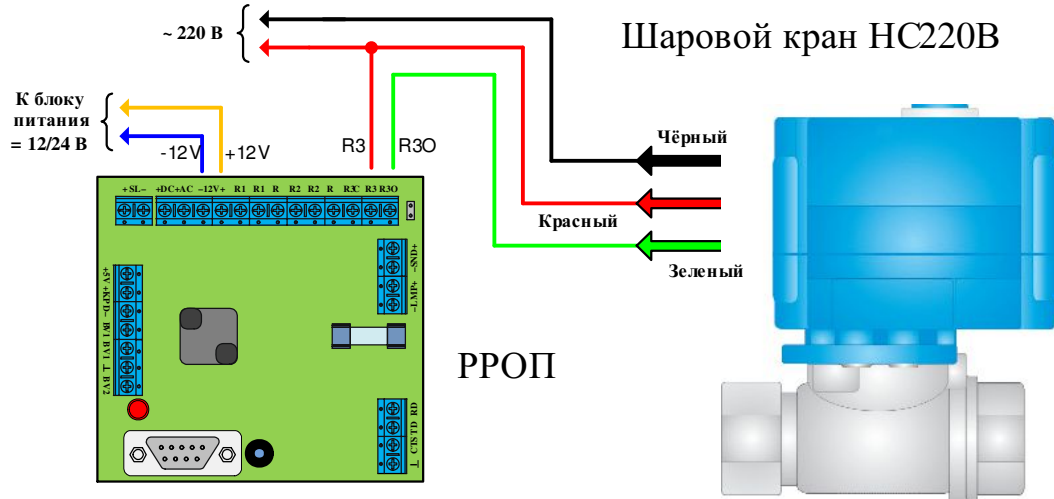 ~ 220 В
Шаровой кран НС220В
К блоку
питания
= 12/24 В
-12V
+12V
R3
R3O
Чёрный
Красный
Зеленый
+ SL− +DC+AC −12V+ R1 R1 R R2 R2 R R3C R3 R3O
−SND+
−LMP+
+5V +KPD− BV1 BV1 ⊥ BV2
РРОП
⊥ CTS TD RD